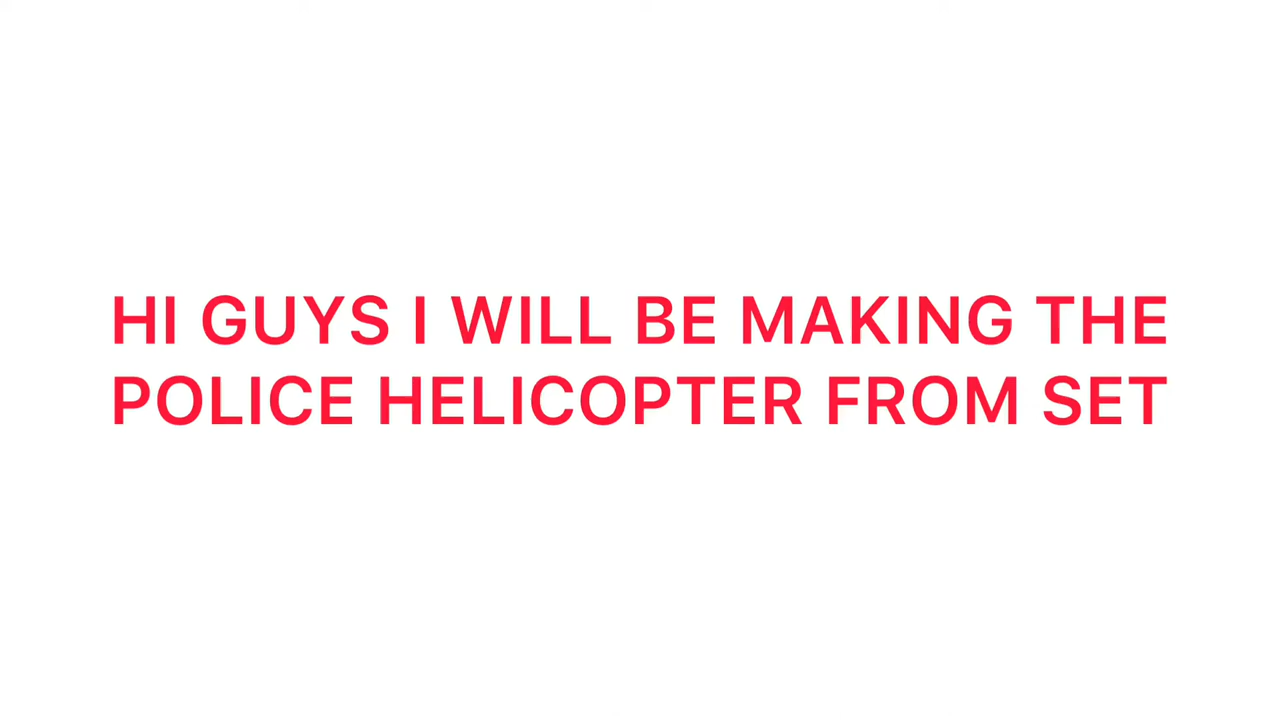 HI GUYS I WILL BE MAKING THE
POLICE HELICOPTER FROM SET